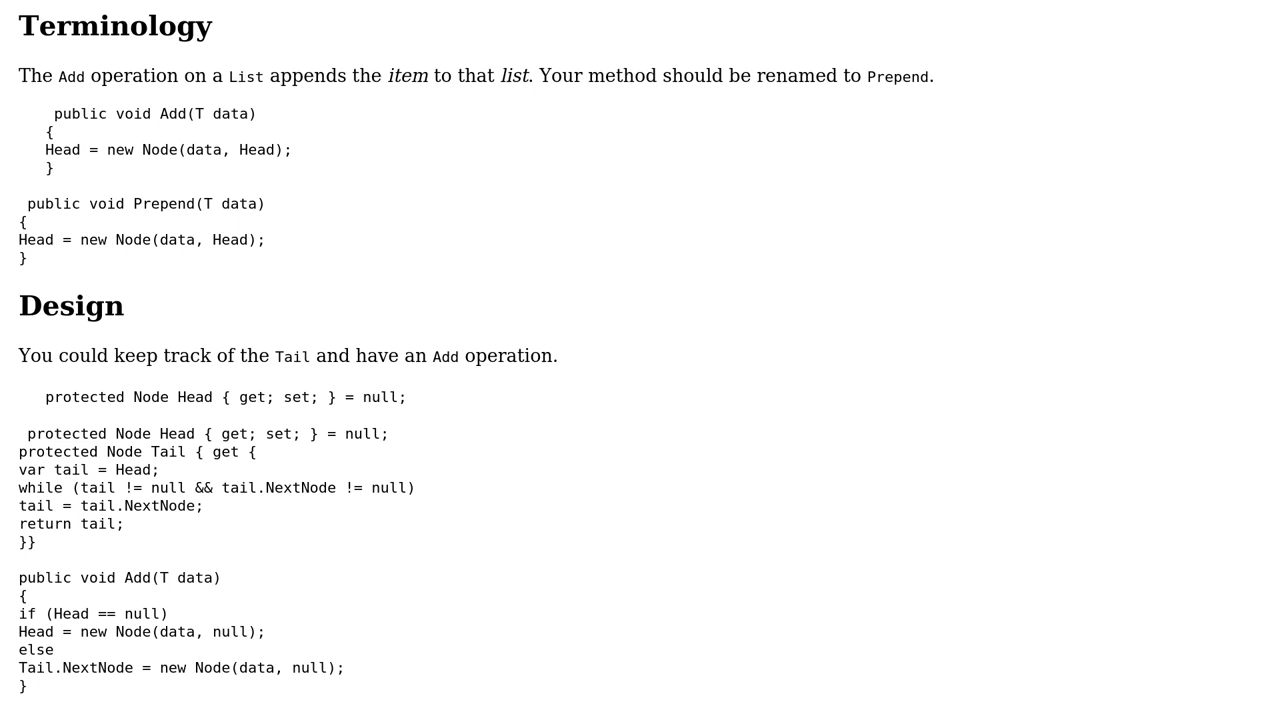 Terminology
The Add operation on a List appends the item to that list. Your method should be renamed to Prepend.
public void Add(T data)
{
Head = new Node(data, Head);
}
public void Prepend(T data)
{
Head = new Node(data, Head);
}
Design
You could keep track of the Tail and have an Add operation.
protected Node Head { get; set; } = null;
protected Node Head { get; set; } = null;
protected Node Tail { get {
var tail = Head;
while (tail != null && tail.NextNode != null)
tail = tail.NextNode;
return tail;
}}
public void Add(T data)
{
if (Head == null)
Head = new Node(data, null);
else
Tail.NextNode = new Node(data, null);
}